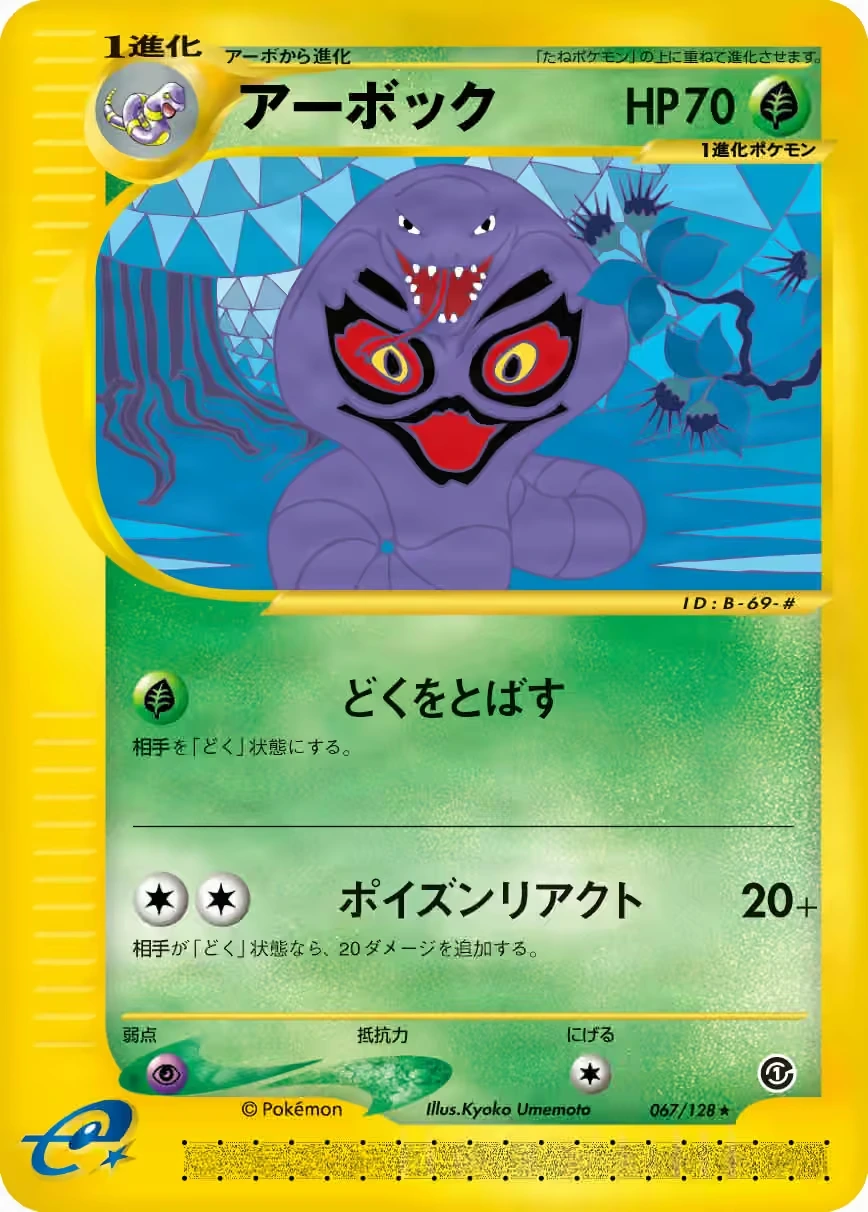 1進化
アーボから進化
「たねポケモン」の上に重ねて進化させます。
アーボック
HP70
1進化ポケモン
ID:B-69-#
どくをとばす
相手を「どく」状態にする。
ポイズンリアクト 20+
相手が「どく」状態なら、20ダメージを追加する。
弱点 抵抗力 にげる
© Pokémon
Illus.Kyoko Umemoto
067/128★